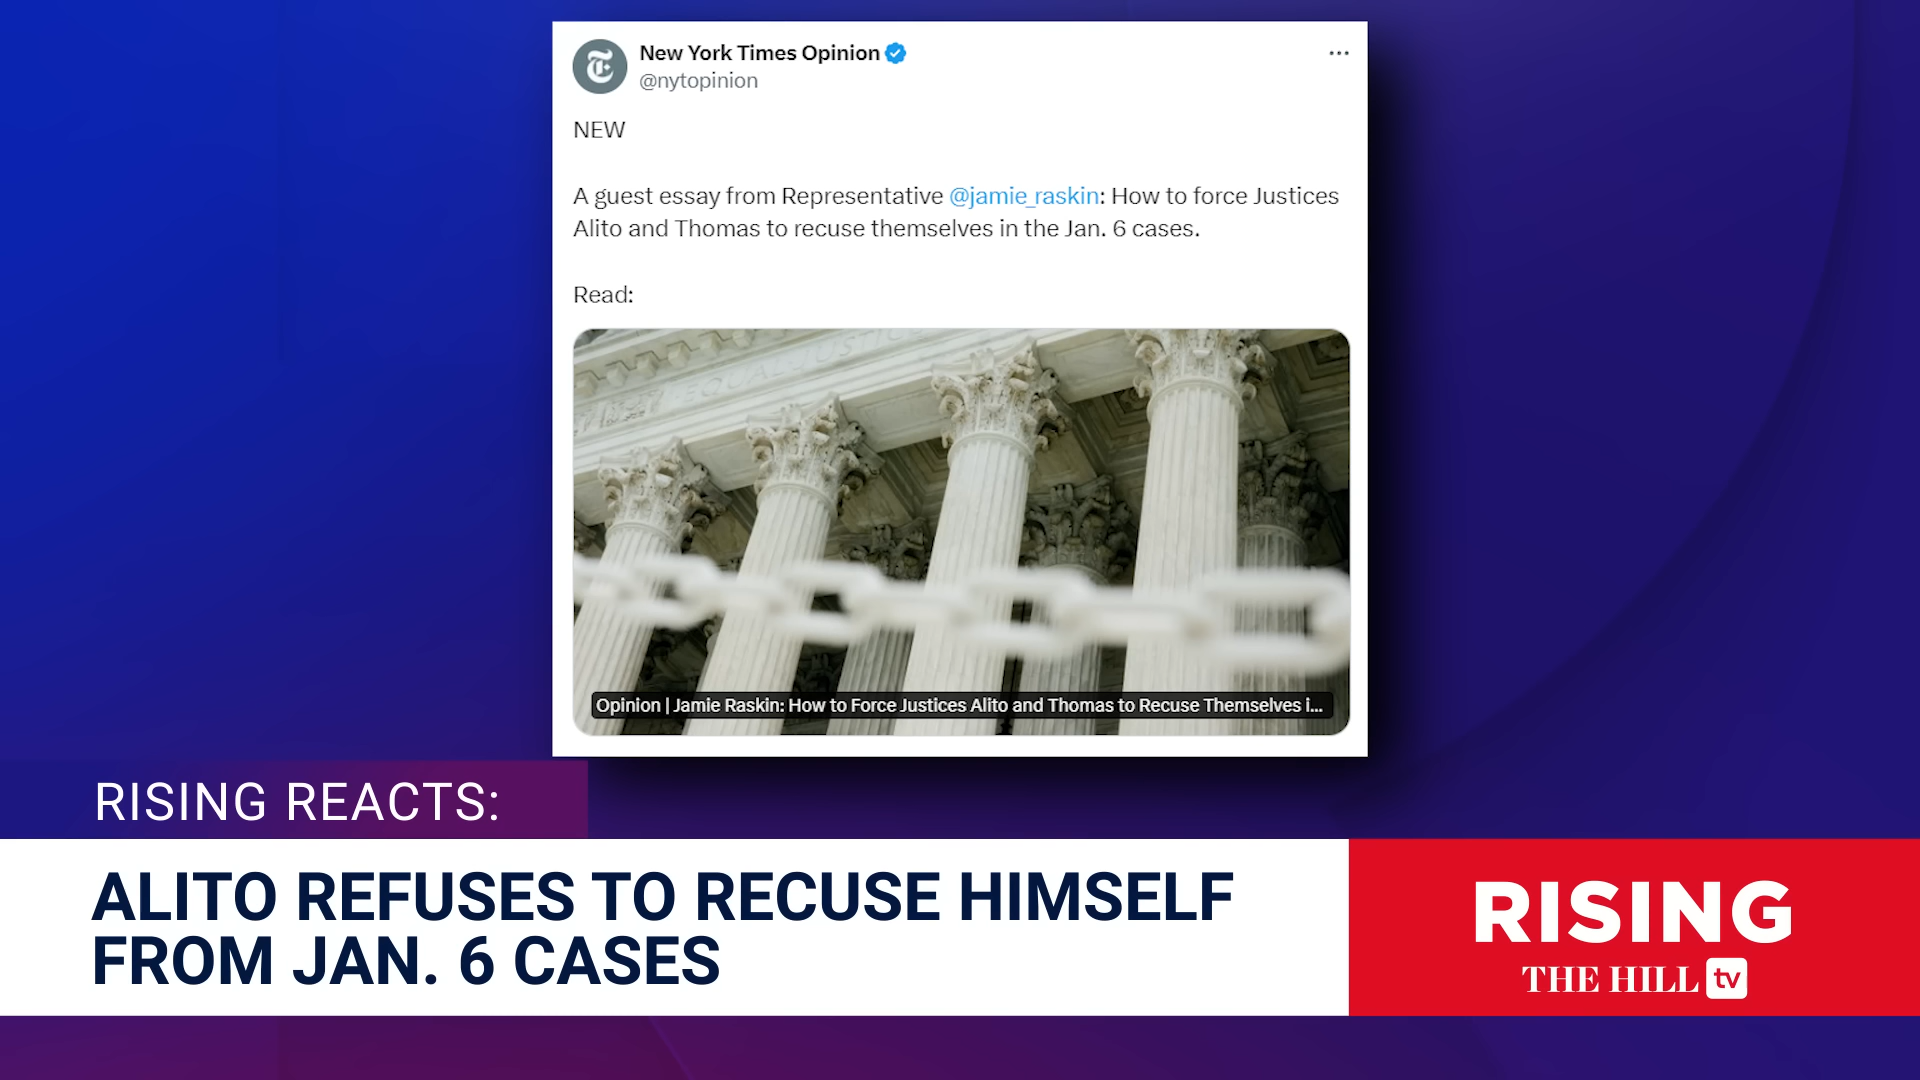 New York Times Opinion
@nytopinion
NEW
A guest essay from Representative @jamie_raskin: How to force Justices
Alito and Thomas to recuse themselves in the Jan. 6 cases.
Read:
EQUAL JUSTICE
Opinion | Jamie Raskin: How to Force Justices Alito and Thomas to Recuse Themselves i...
RISING REACTS:
ALITO REFUSES TO RECUSE HIMSELF
FROM JAN. 6 CASES
RISING
THE HILL tv